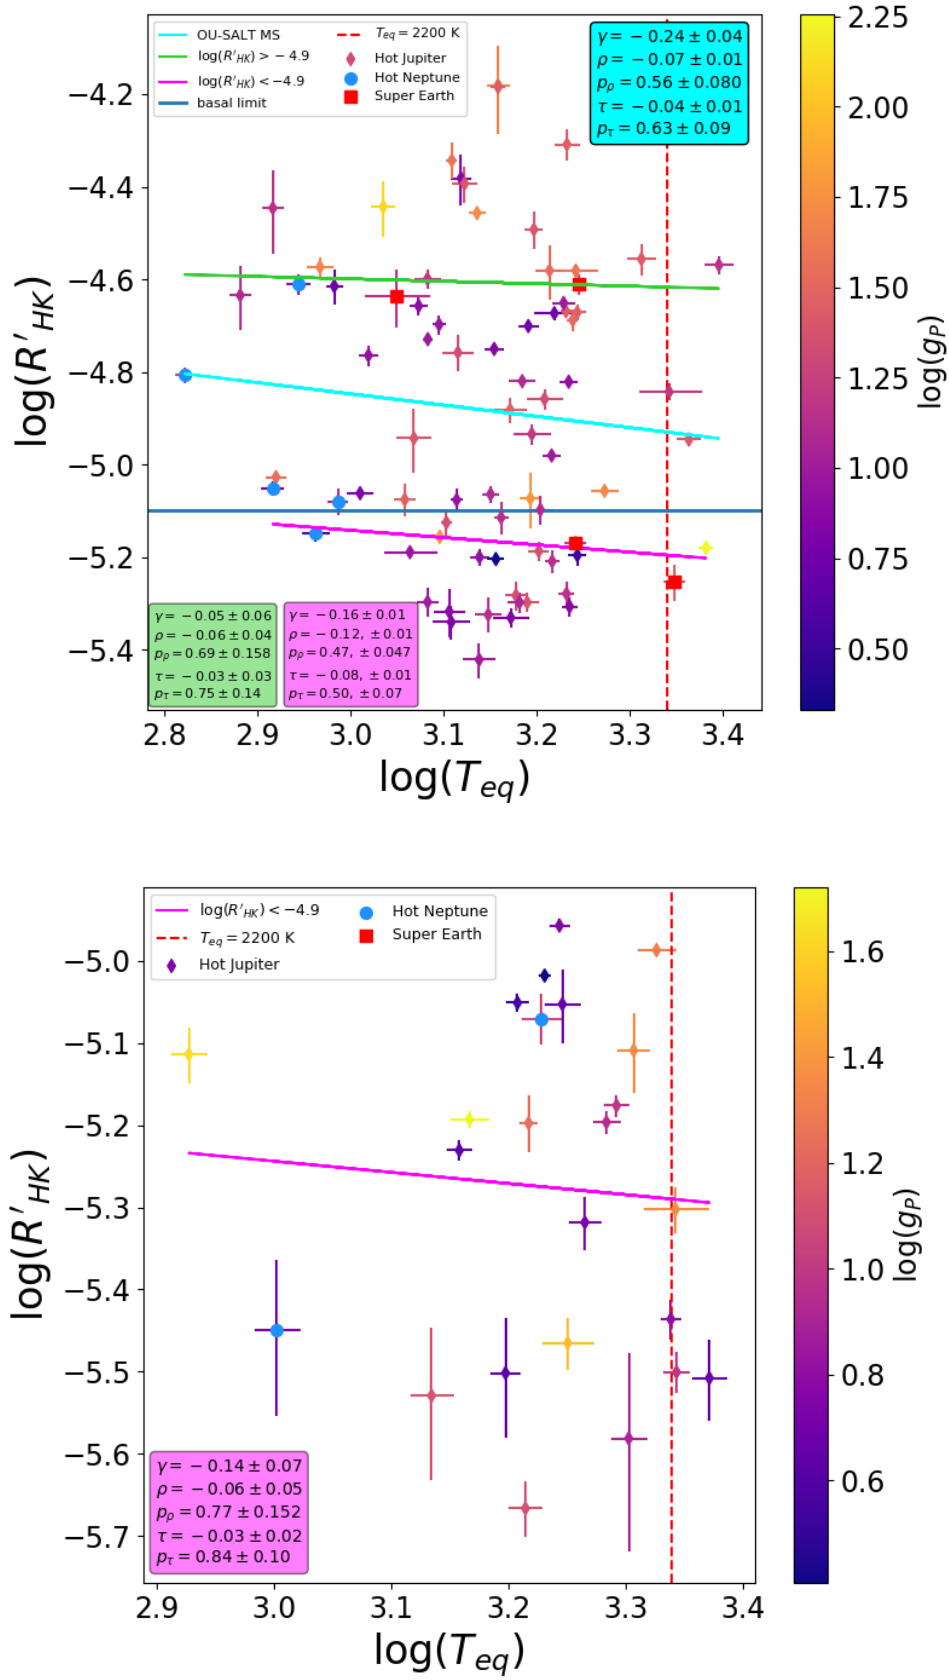 OU-SALT MS
log(R'HK) > − 4.9
log(R'HK) < −4.9
basal limit
Teq = 2200 K
Hot Jupiter
Hot Neptune
Super Earth
γ = − 0.24 ± 0.04
ρ = − 0.07 ± 0.01
pρ = 0.56 ± 0.080
τ = − 0.04 ± 0.01
pτ = 0.63 ± 0.09
−4.2
−4.4
−4.6
−4.8
−5.0
−5.2
−5.4
log(R'HK)
γ = − 0.05 ± 0.06
ρ = − 0.06 ± 0.04
pρ = 0.69 ± 0.158
τ = − 0.03 ± 0.03
pτ = 0.75 ± 0.14
γ = − 0.16 ± 0.01
ρ = − 0.12, ± 0.01
pρ = 0.47, ± 0.047
τ = − 0.08, ± 0.01
pτ = 0.50, ± 0.07
2.8 2.9 3.0 3.1 3.2 3.3 3.4
log(Teq)
2.25
2.00
1.75
1.50
1.25
1.00
0.75
0.50
log(gP)
log(R'HK) < −4.9
Teq = 2200 K
Hot Jupiter
Hot Neptune
Super Earth
−5.0
−5.1
−5.2
−5.3
−5.4
−5.5
−5.6
−5.7
log(R'HK)
γ = − 0.14 ± 0.07
ρ = − 0.06 ± 0.05
pρ = 0.77 ± 0.152
τ = − 0.03 ± 0.02
pτ = 0.84 ± 0.10
2.9 3.0 3.1 3.2 3.3 3.4
log(Teq)
1.6
1.4
1.2
1.0
0.8
0.6
log(gP)